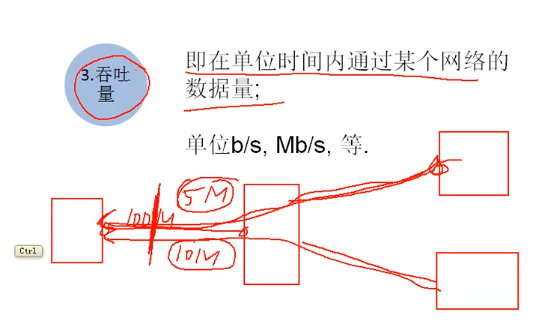 3.吞吐
量
即在单位时间内通过某个网络的
数据量;
单位b/s, Mb/s, 等.
5M
100M
10M
Ctrl